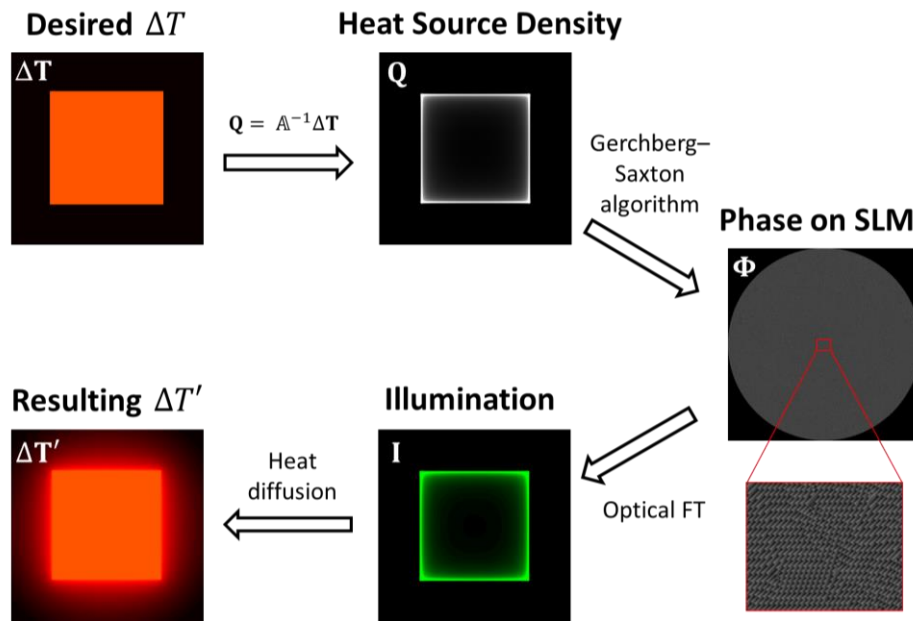 Desired ΔT
Heat Source Density
ΔT
Q
Q = 𝔸⁻¹ΔT
Gerchberg–
Saxton
algorithm
Phase on SLM
Φ
Resulting ΔT′
Illumination
ΔT′
Heat
diffusion
I
Optical FT